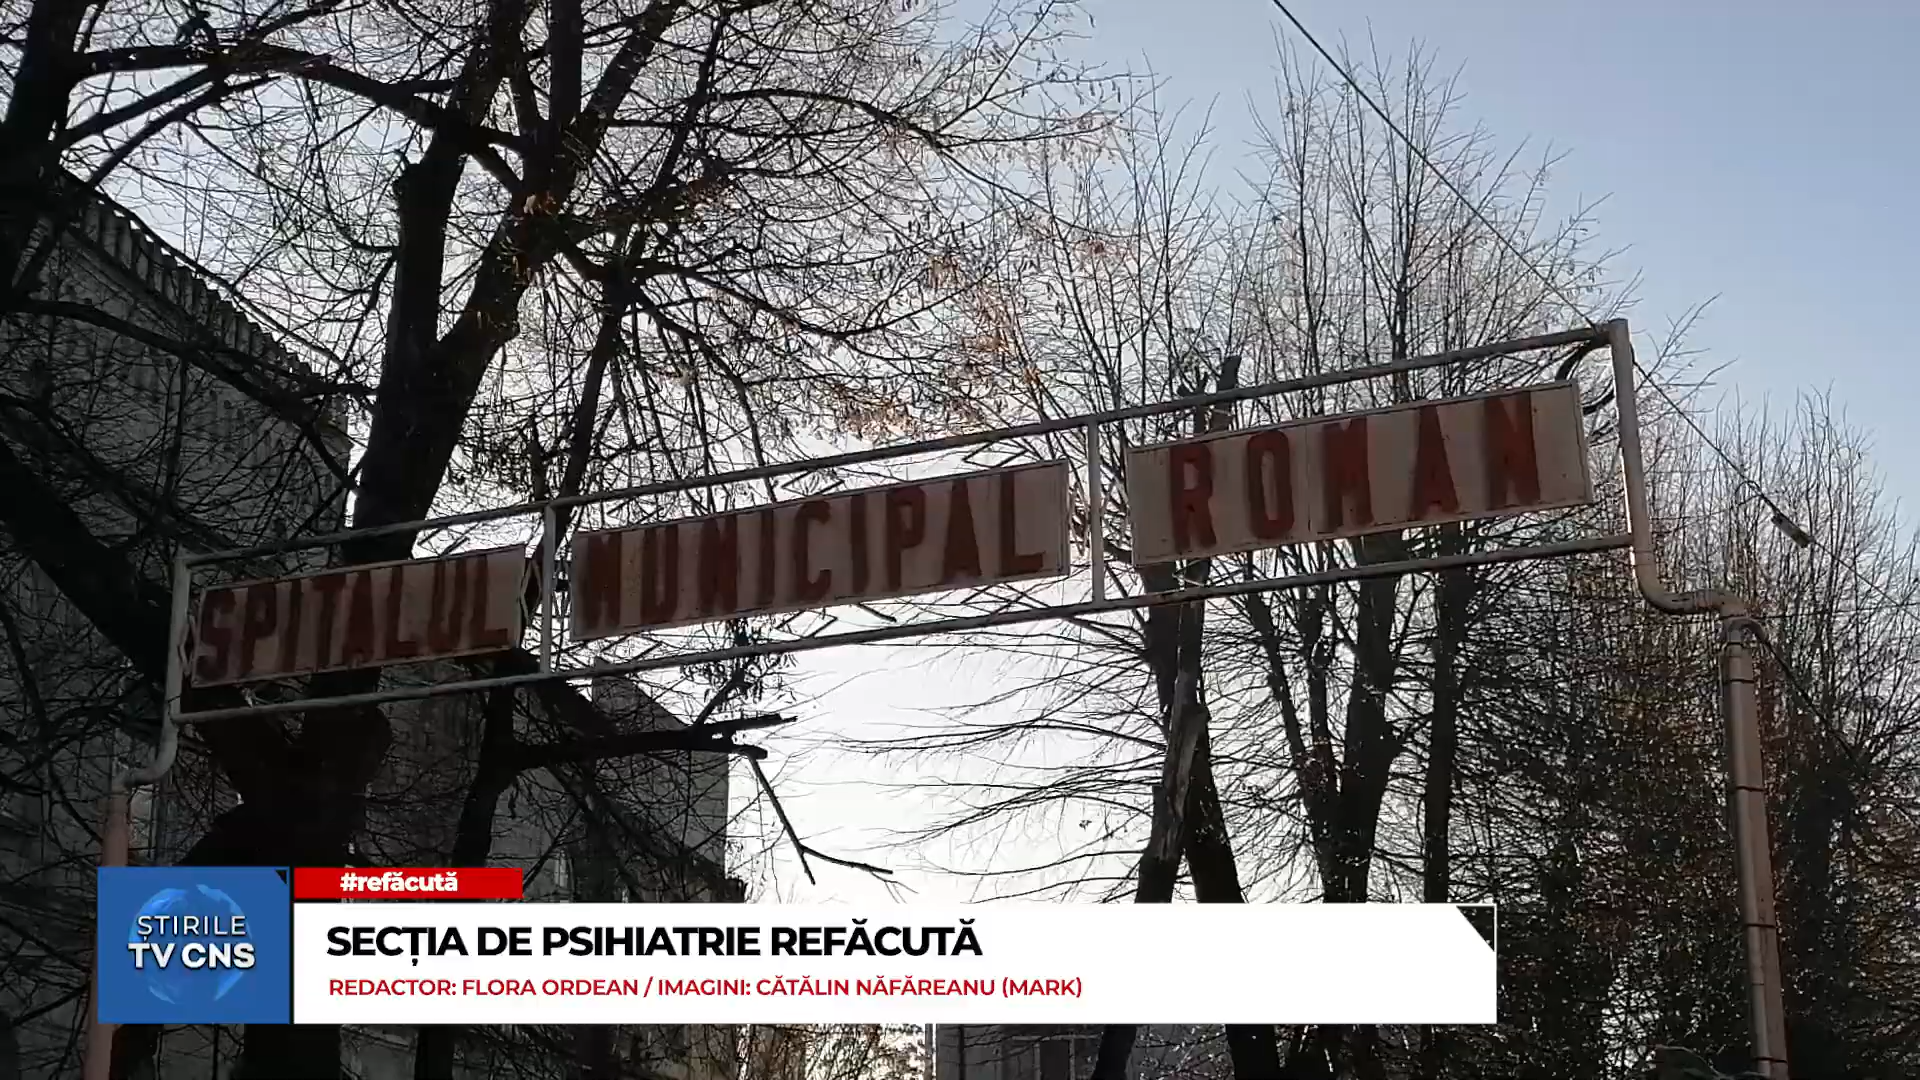 SPITALUL MUNICIPAL ROMAN
#refăcută
ȘTIRILE
TV CNS
SECȚIA DE PSIHIATRIE REFĂCUTĂ
REDACTOR: FLORA ORDEAN / IMAGINI: CĂTĂLIN NĂFĂREANU (MARK)